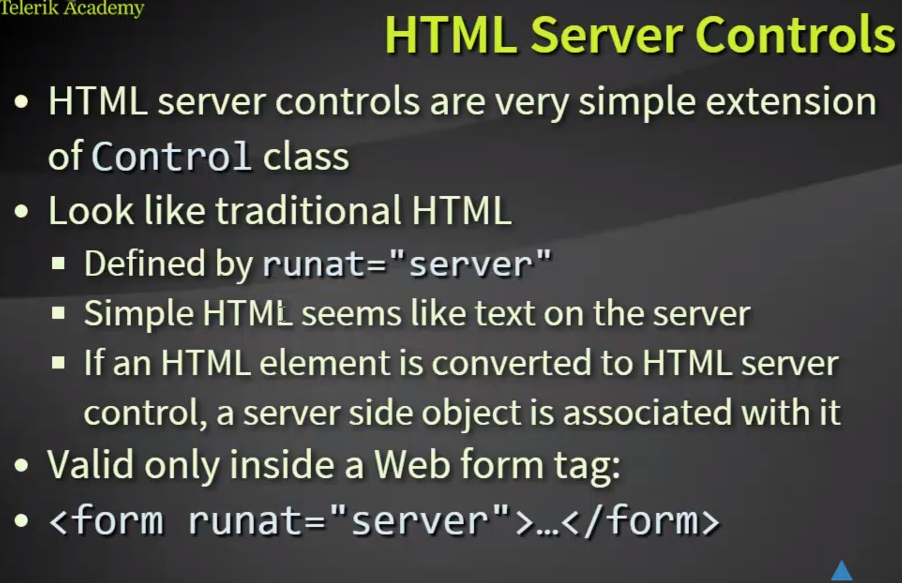 Telerik Academy
HTML Server Controls
• HTML server controls are very simple extension
of Control class
• Look like traditional HTML
▪ Defined by runat="server"
▪ Simple HTML seems like text on the server
▪ If an HTML element is converted to HTML server
control, a server side object is associated with it
• Valid only inside a Web form tag:
• <form runat="server">…</form>